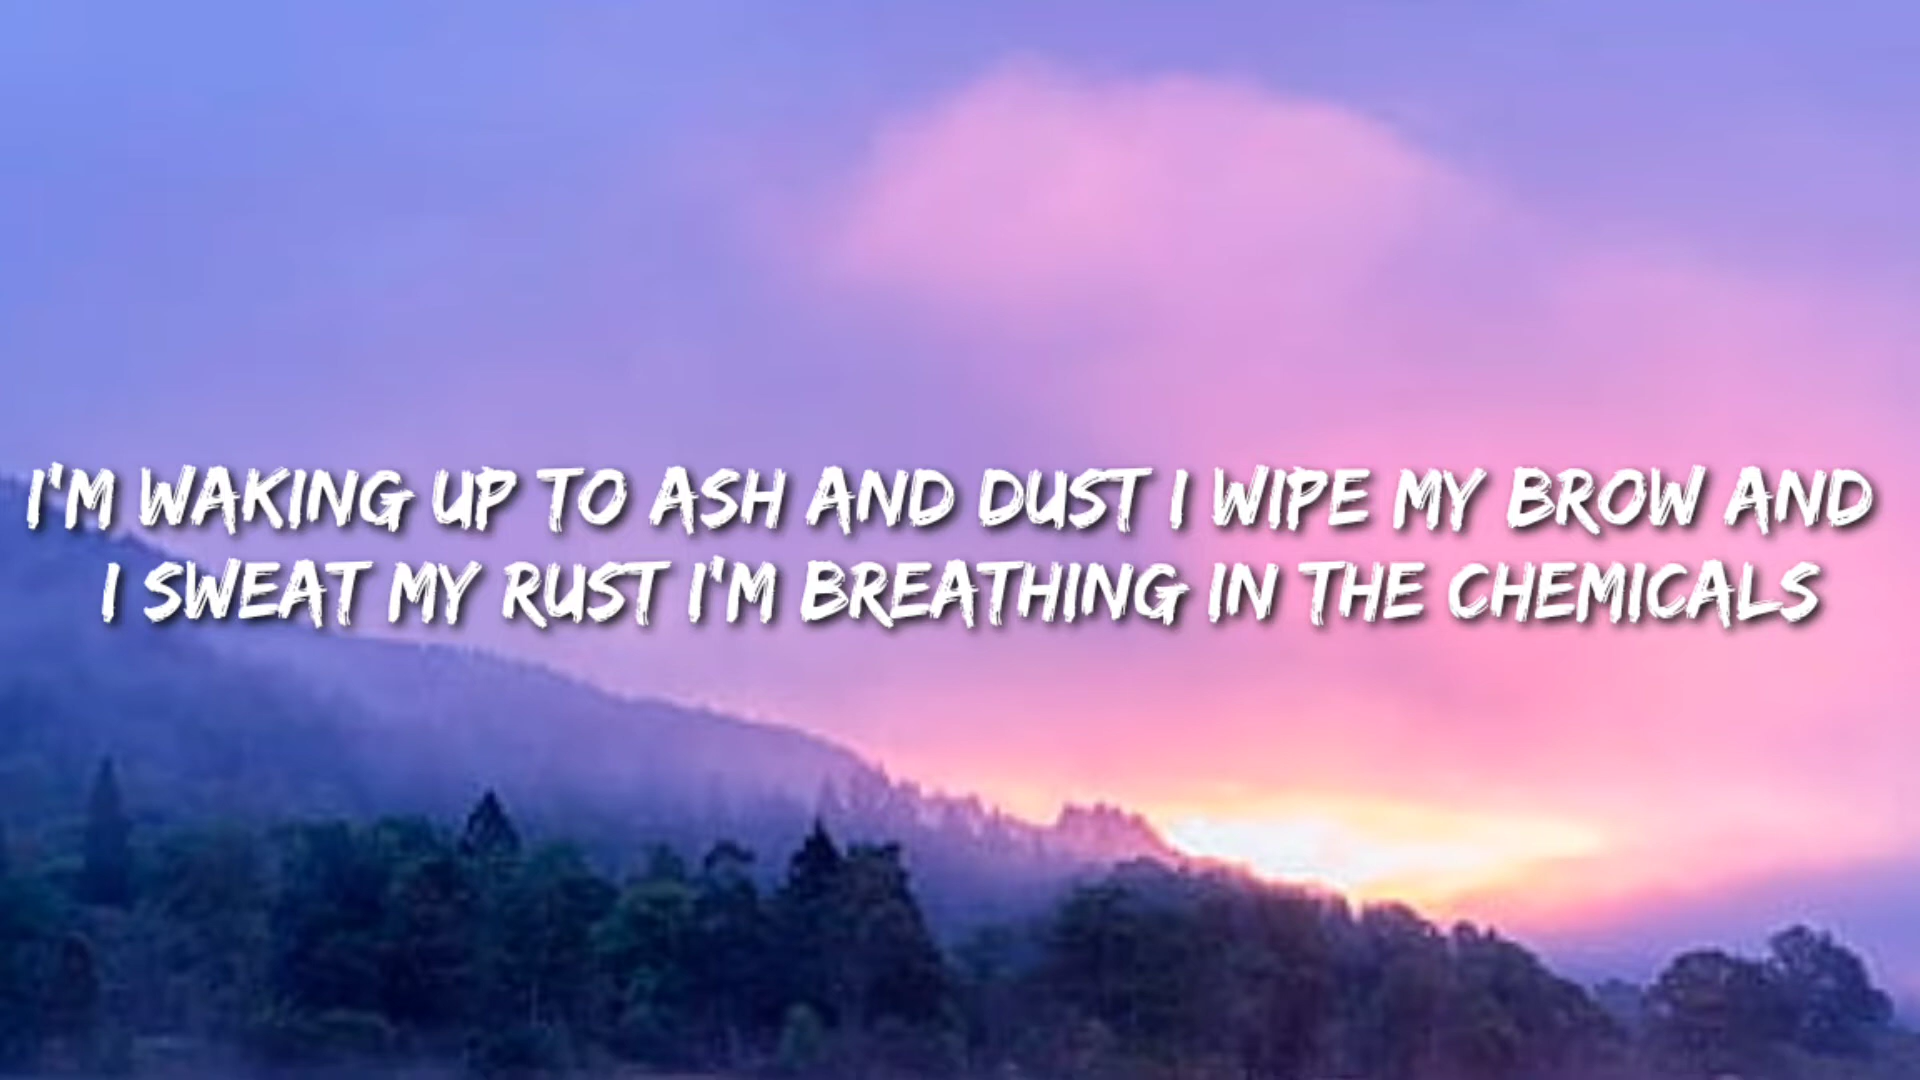 I'M WAKING UP TO ASH AND DUST I WIPE MY BROW AND
I SWEAT MY RUST I'M BREATHING IN THE CHEMICALS